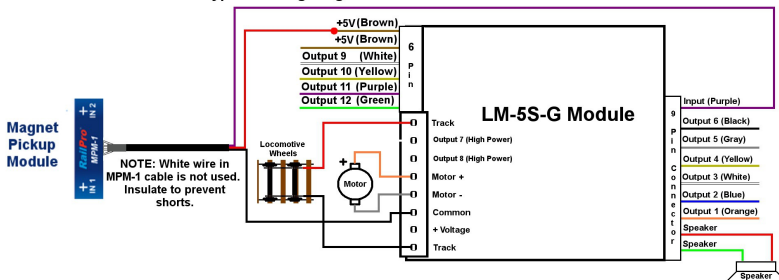 +5V (Brown)
+5V (Brown)
Output 9 (White)
Output 10 (Yellow)
Output 11 (Purple)
Output 12 (Green)
6 Pin
LM-5S-G Module
Track
Output 7 (High Power)
Output 8 (High Power)
Motor +
Motor -
Common
+ Voltage
Track
9 Pin Connector
Input (Purple)
Output 6 (Black)
Output 5 (Gray)
Output 4 (Yellow)
Output 3 (White)
Output 2 (Blue)
Output 1 (Orange)
Speaker
Speaker
Speaker
Magnet
Pickup
Module
+ IN 1
+ IN 2
RailPro
MPM-1
NOTE: White wire in
MPM-1 cable is not used.
Insulate to prevent
shorts.
Locomotive
Wheels
+
Motor